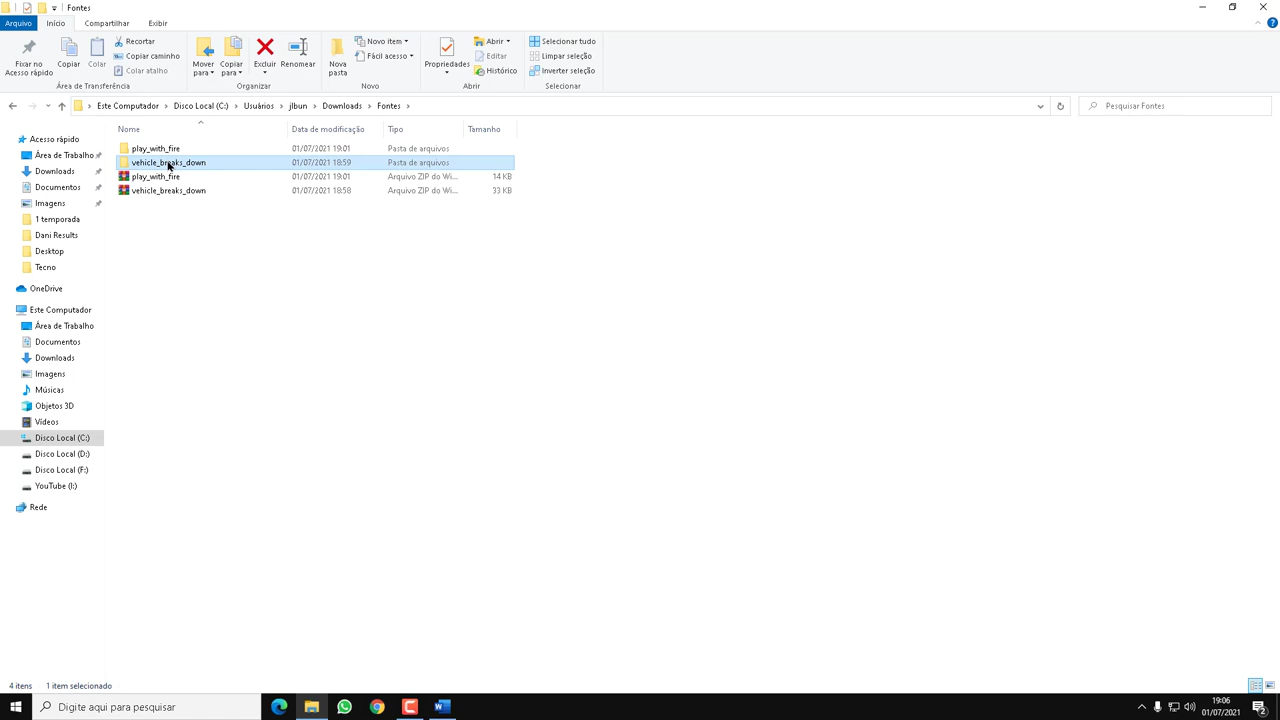 Fontes
Arquivo Início Compartilhar Exibir
Fixar no Acesso rápido
Copiar
Colar
Recortar
Copiar caminho
Colar atalho
Área de Transferência
Mover para
Copiar para
Excluir
Renomear
Organizar
Nova pasta
Novo item
Fácil acesso
Novo
Propriedades
Abrir
Editar
Histórico
Abrir
Selecionar tudo
Limpar seleção
Inverter seleção
Selecionar
Este Computador > Disco Local (C:) > Usuários > jlbun > Downloads > Fontes >
Pesquisar Fontes
Nome Data de modificação Tipo Tamanho
play_with_fire 01/07/2021 19:01 Pasta de arquivos
vehicle_breaks_down 01/07/2021 18:59 Pasta de arquivos
play_with_fire 01/07/2021 19:01 Arquivo ZIP do Wi... 14 KB
vehicle_breaks_down 01/07/2021 18:58 Arquivo ZIP do Wi... 33 KB
Acesso rápido
Área de Trabalho
Downloads
Documentos
Imagens
1 temporada
Dani Results
Desktop
Tecno
OneDrive
Este Computador
Área de Trabalho
Documentos
Downloads
Imagens
Músicas
Objetos 3D
Vídeos
Disco Local (C:)
Disco Local (D:)
Disco Local (F:)
YouTube (I:)
Rede
4 itens 1 item selecionado
Digite aqui para pesquisar
19:06
01/07/2021
2